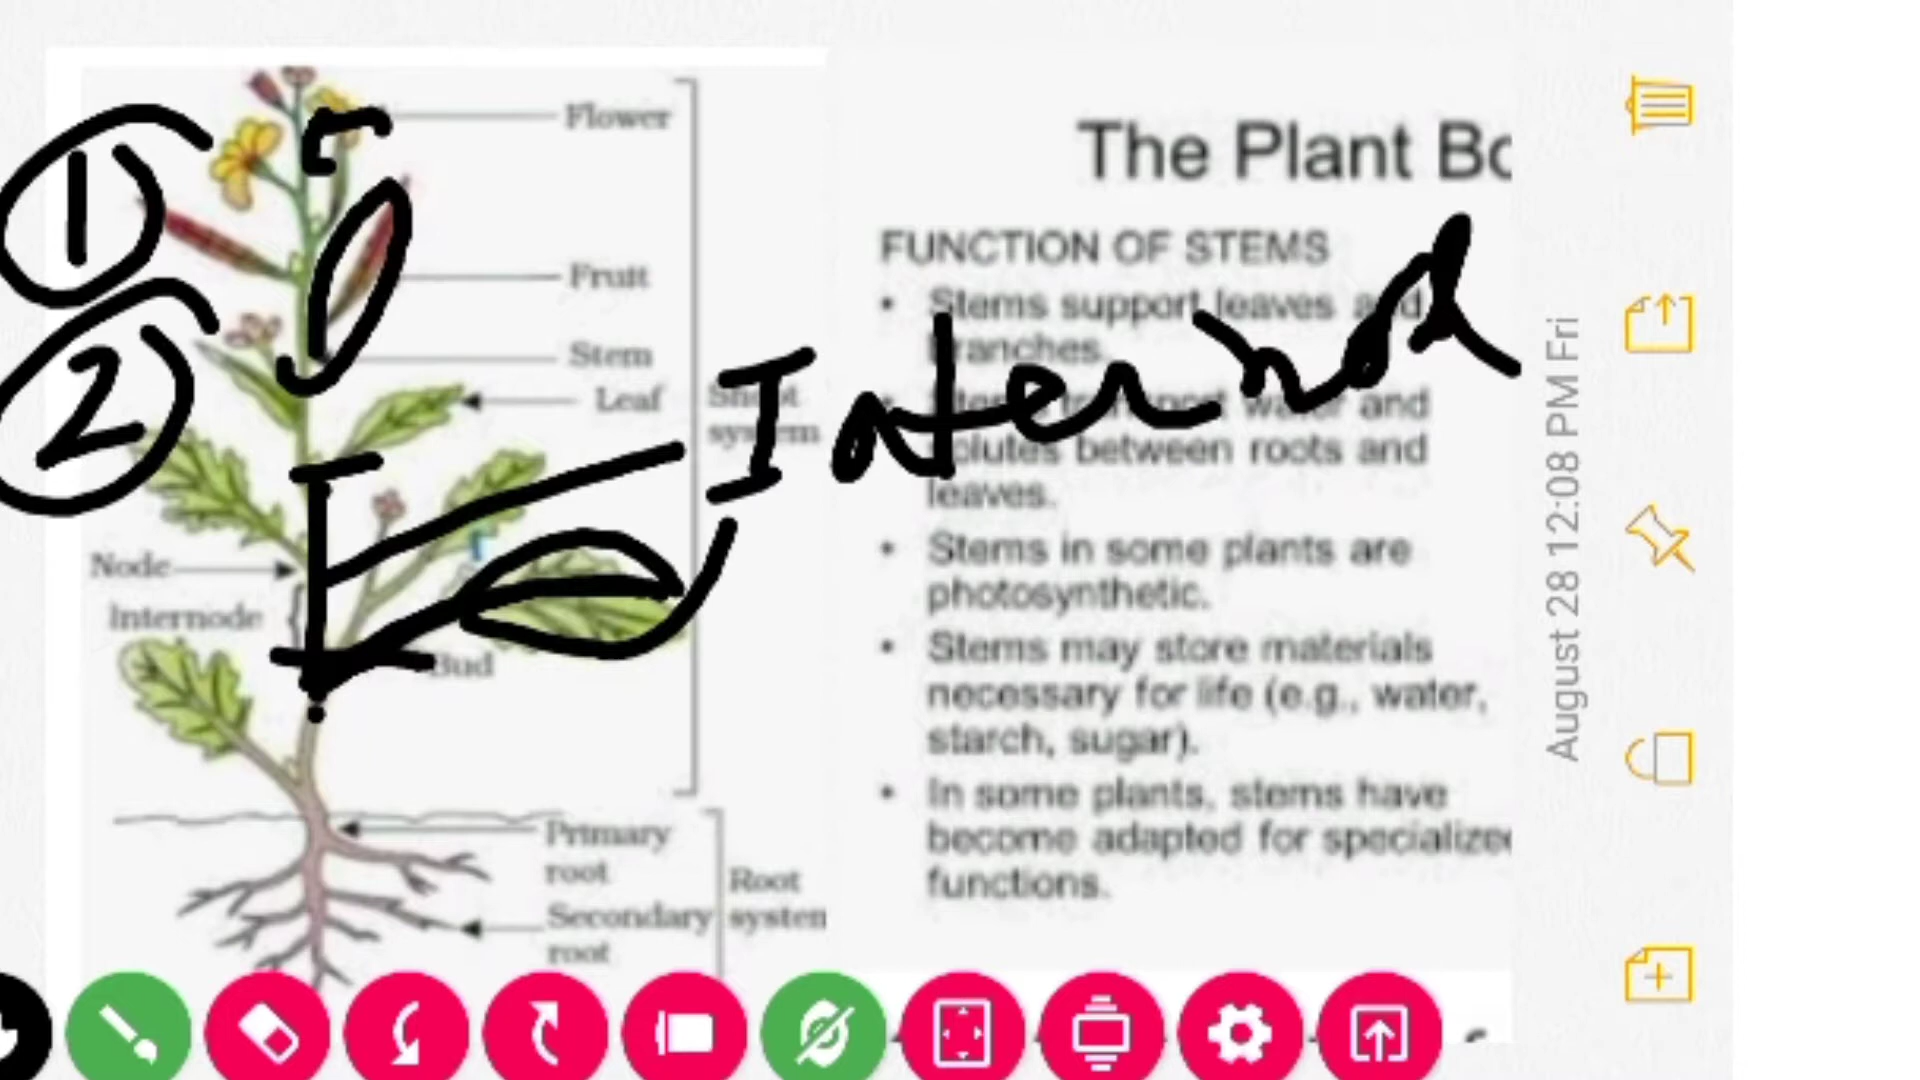 Flower
1
The Plant Bo
FUNCTION OF STEMS
Fruit
• Stems support leaves and
branches.
Stem
2
Leaf
Shoot
system
Internod
• Stems transport water and
solutes between roots and
leaves.
Node
Internode
Bud
• Stems in some plants are
photosynthetic.
• Stems may store materials
necessary for life (e.g., water,
starch, sugar).
• In some plants, stems have
become adapted for specialize
functions.
Primary
root
Root
system
Secondary
root
August 28 12:08 PM Fri